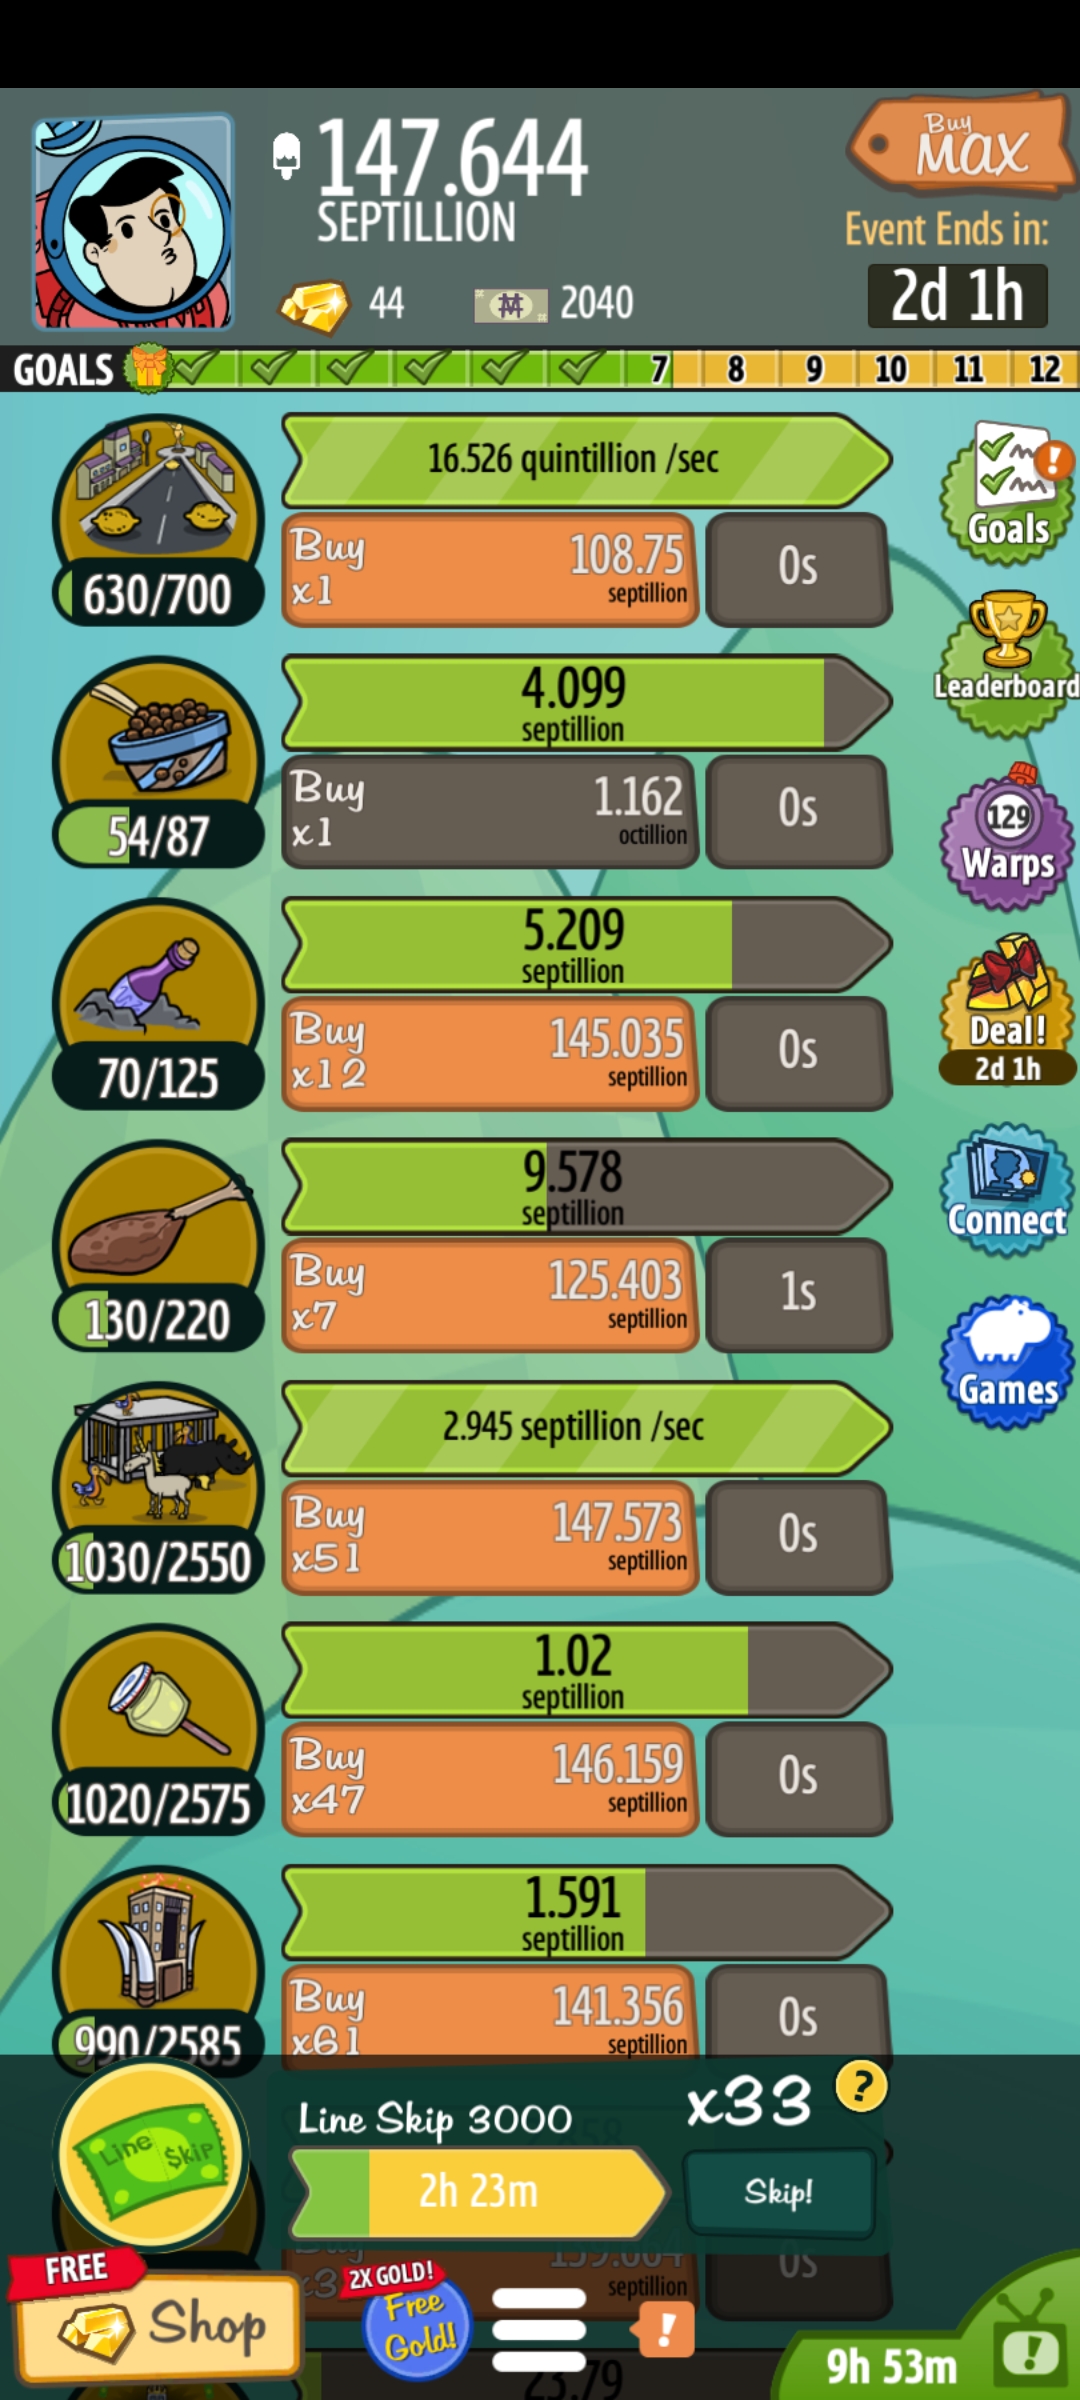 147.644
SEPTILLION
Buy
MAX
Event Ends in:
2d 1h
44
2040
GOALS
7 8 9 10 11 12
16.526 quintillion /sec
Buy
x1
108.75
septillion
0s
630/700
Goals
4.099
septillion
Buy
x1
1.162
octillion
0s
54/87
Leaderboard
5.209
septillion
Buy
x12
145.035
septillion
0s
70/125
129
Warps
Deal!
2d 1h
9.578
septillion
Buy
x7
125.403
septillion
1s
130/220
Connect
Games
2.945 septillion /sec
Buy
x51
147.573
septillion
0s
1030/2550
1.02
septillion
Buy
x47
146.159
septillion
0s
1020/2575
1.591
septillion
Buy
x61
141.356
septillion
0s
990/2585
Line Skip
Line Skip 3000
x33
?
2h 23m
Skip!
septillion
0s
FREE
Shop
2X GOLD!
Free
Gold!
!
23.79
9h 53m
!